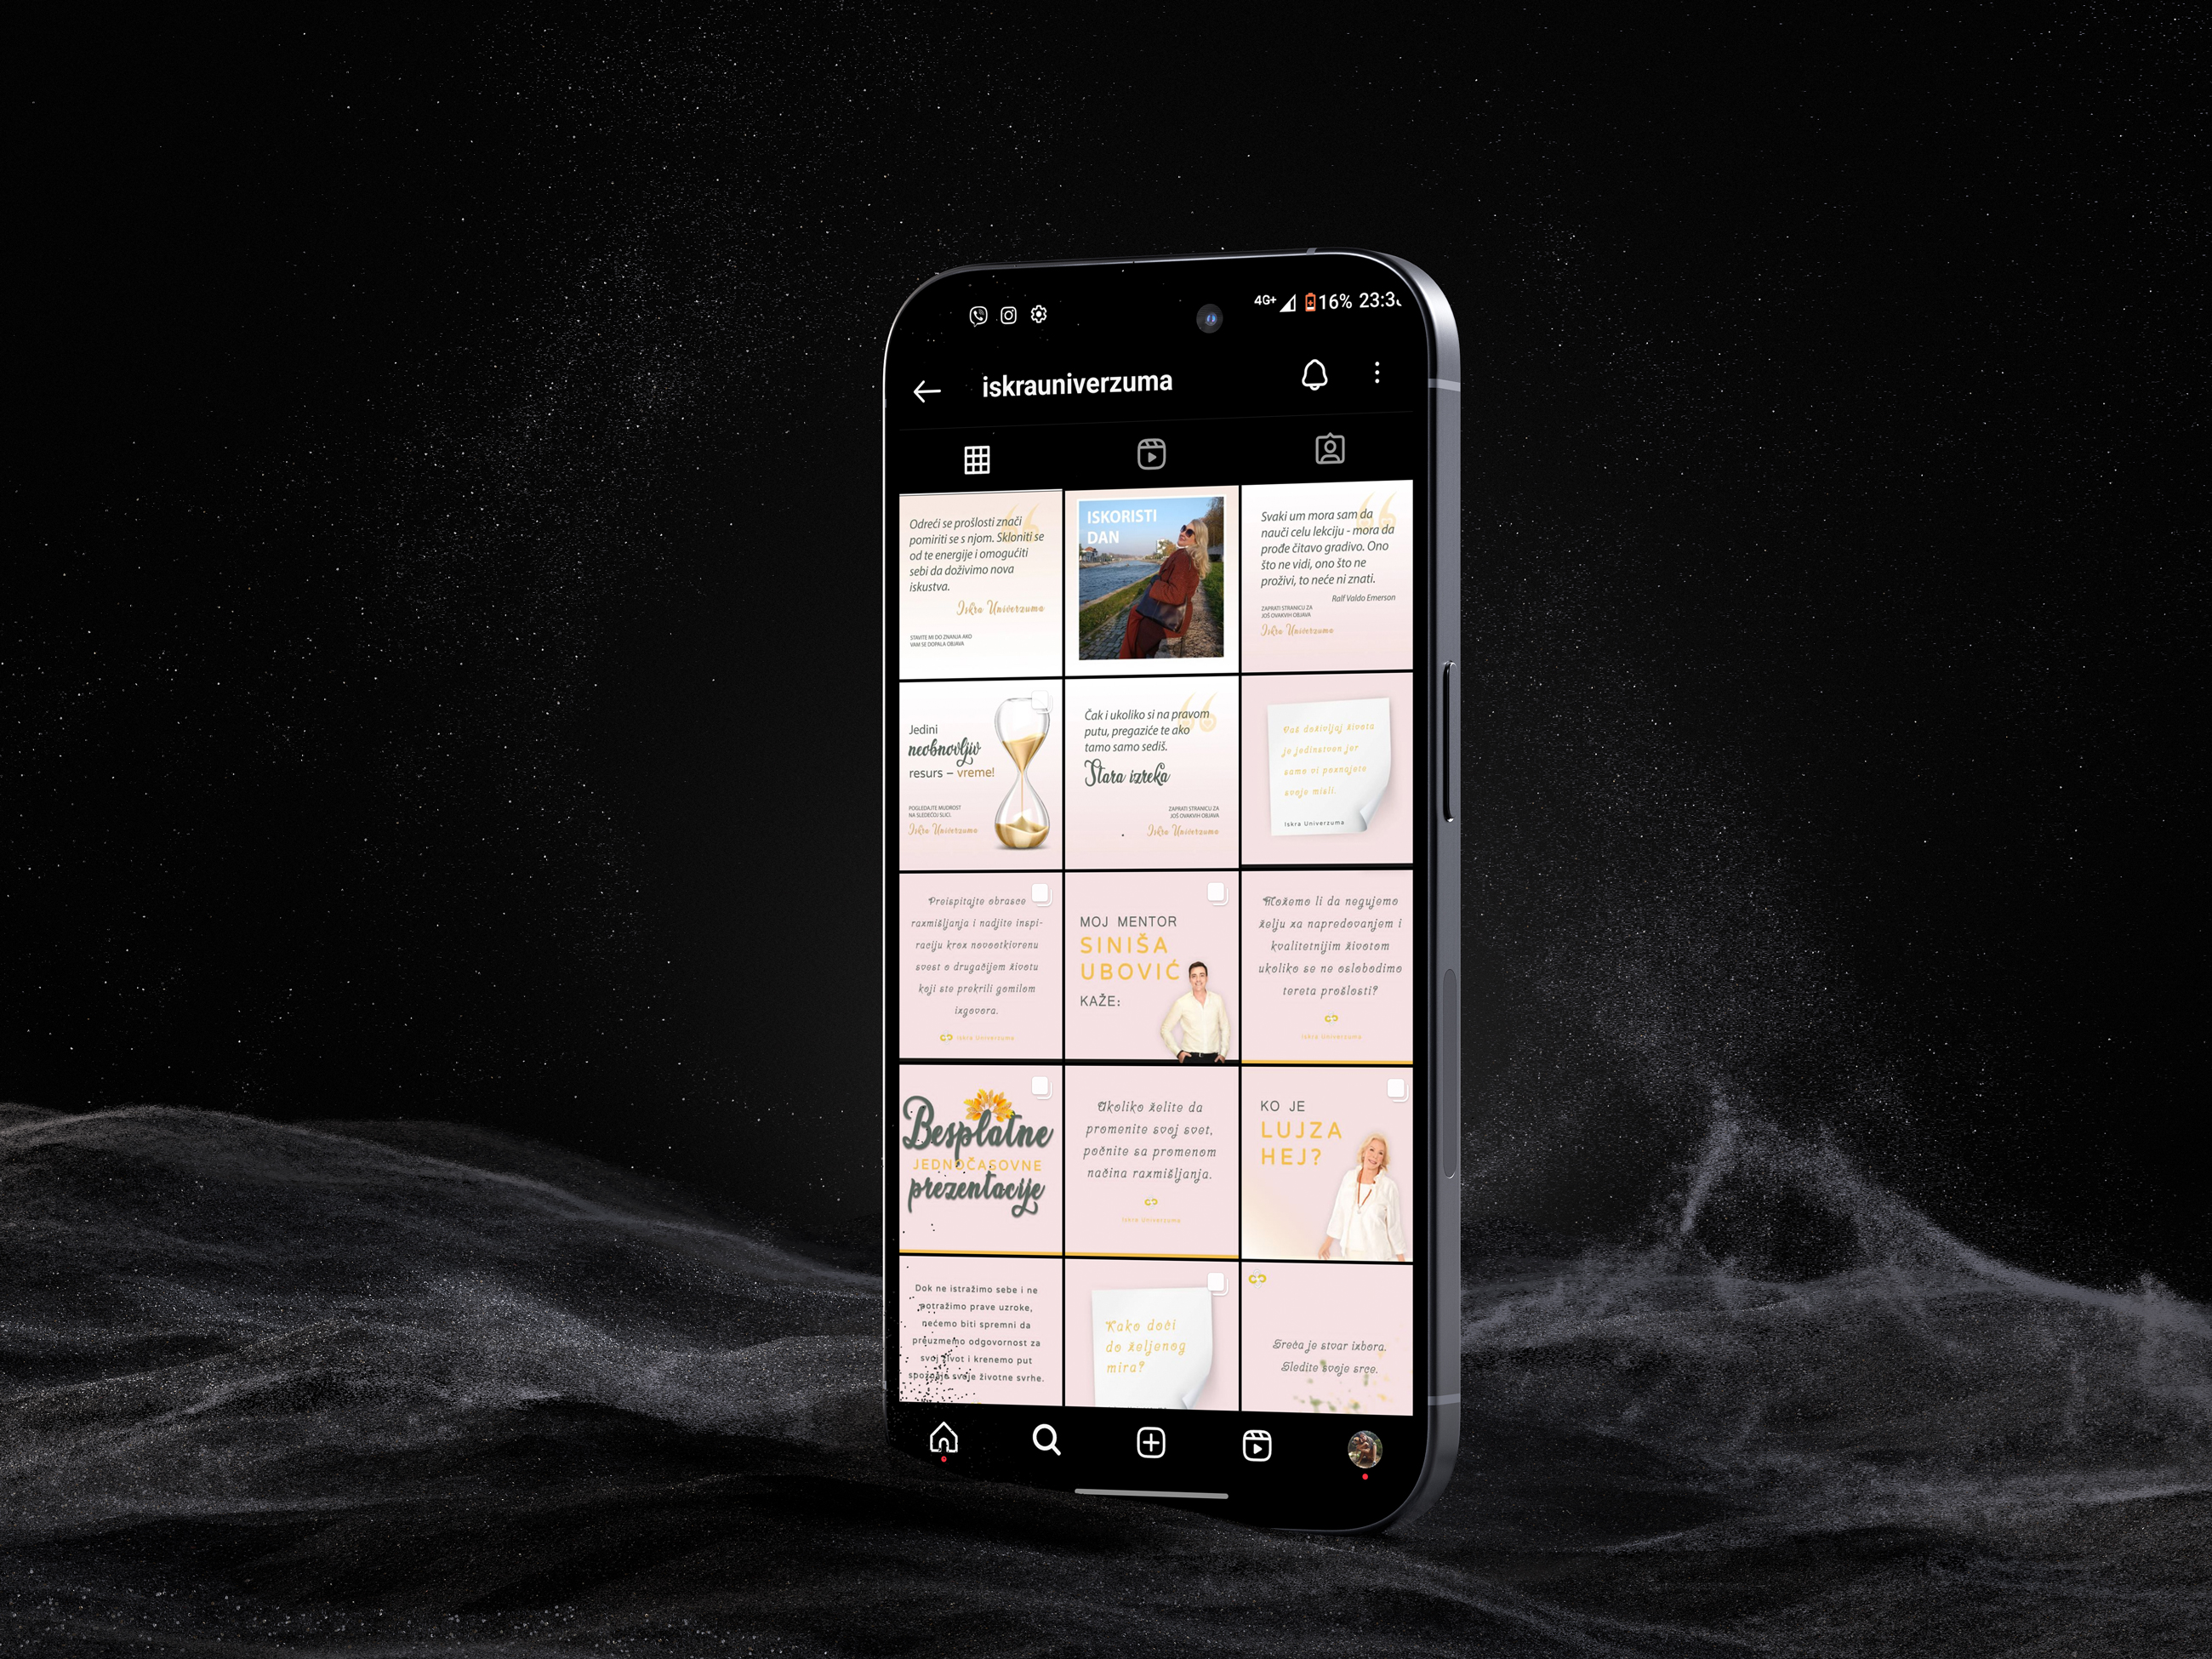 4G+ 16% 23:3
iskrauniverzuma
Odreći se prošlosti znači
pomiriti se s njom. Skloniti se
od te energije i omogućiti
sebi da doživimo nova
iskustva.
Iskra Univerzuma
STAVITE MI DO ZNANJA AKO
VAM SE DOPALA OBJAVA
ISKORISTI
DAN
Svaki um mora sam da
nauči celu lekciju - mora da
prođe čitavo gradivo. Ono
što ne vidi, ono što ne
proživi, to neće ni znati.
Ralf Valdo Emerson
ZAPRATI STRANICU ZA
JOŠ OVAKVIH OBJAVA
Iskra Univerzuma
Jedini
neobnovljiv
resurs – vreme!
POGLEDAJTE MUDROST
NA SLEDEĆOJ SLICI.
Iskra Univerzuma
Čak i ukoliko si na pravom
putu, pregaziće te ako
tamo samo sediš.
Stara izreka
ZAPRATI STRANICU ZA
JOŠ OVAKVIH OBJAVA
Iskra Univerzuma
Vaš doživljaj života
je jedinstven jer
samo vi poznajete
svoje misli.
Iskra Univerzuma
Preispitajte obrasce
razmišljanja i nadjite inspi-
raciju kroz novootkivrenu
svest o drugačijem životu
koji ste prekrili gomilom
izgovora.
Iskra Univerzuma
MOJ MENTOR
SINIŠA
UBOVIĆ
KAŽE:
Možemo li da negujemo
želju za napredovanjem i
kvalitetnijim životom
ukoliko se ne oslobodimo
tereta prošlosti?
Iskra Univerzuma
Besplatne
JEDNOČASOVNE
prezentacije
Ukoliko želite da
promenite svoj svet,
počnite sa promenom
načina razmišljanja.
Iskra Univerzuma
KO JE
LUJZA
HEJ?
Dok ne istražimo sebe i ne
potražimo prave uzroke,
nećemo biti spremni da
preuzmemo odgovornost za
svoj život i krenemo put
spoznaje svoje životne svrhe.
Kako doći
do željenog
mira?
Sreća je stvar izbora.
Sledite svoje srce.